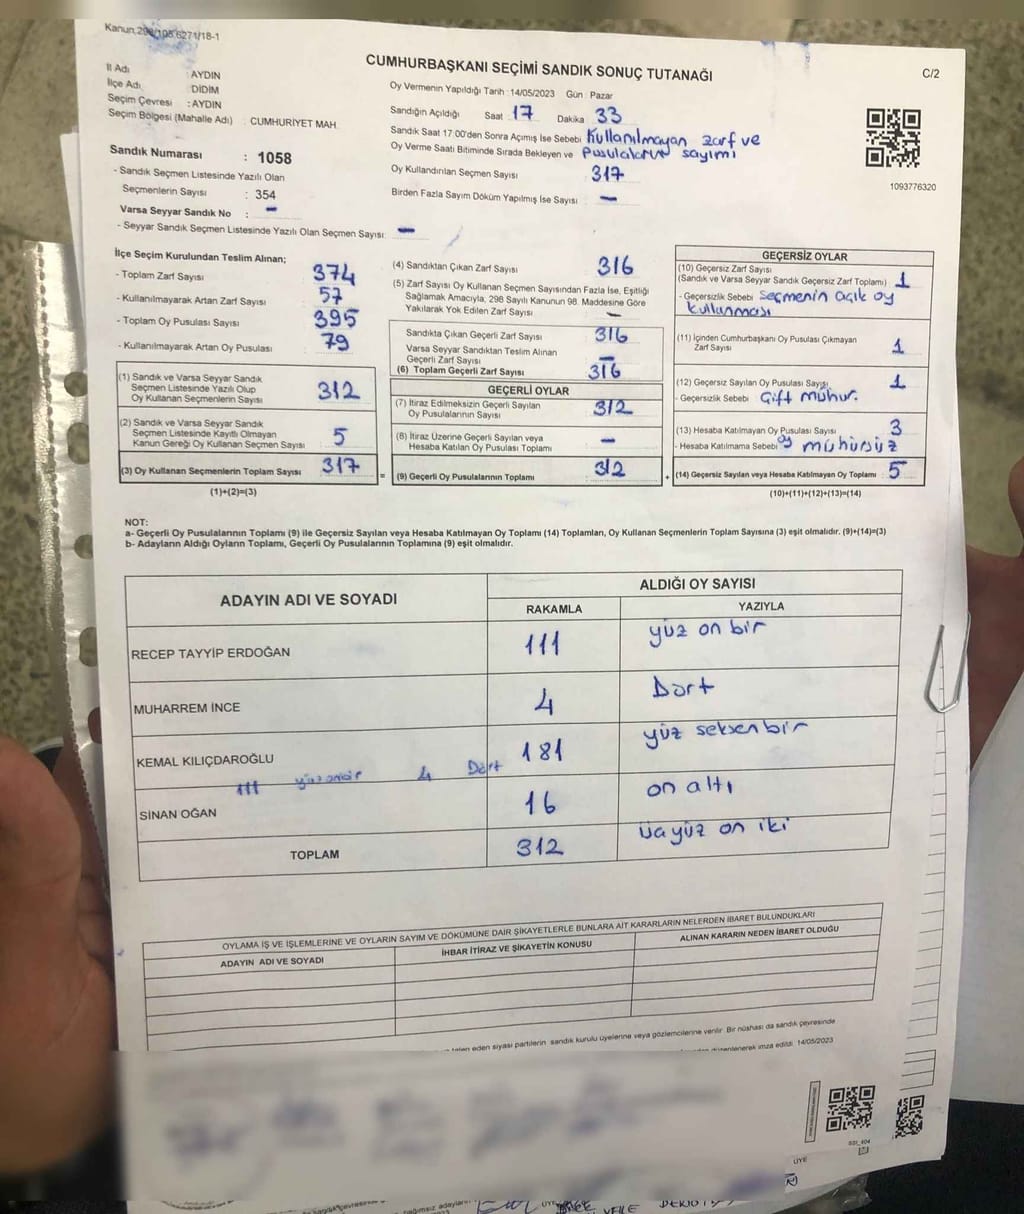 Kanun 298/105 6271/18-1
CUMHURBAŞKANI SEÇİMİ SANDIK SONUÇ TUTANAĞI
C/2
İl Adı : AYDIN
İlçe Adı : DİDİM
Seçim Çevresi : AYDIN
Seçim Bölgesi (Mahalle Adı) : CUMHURİYET MAH.
Sandık Numarası : 1058
- Sandık Seçmen Listesinde Yazılı Olan
Seçmenlerin Sayısı : 354
Varsa Seyyar Sandık No : -
- Seyyar Sandık Seçmen Listesinde Yazılı Olan Seçmen Sayısı: -
Oy Vermenin Yapıldığı Tarih : 14/05/2023 Gün : Pazar
Sandığın Açıldığı Saat 17 Dakika 33
Sandık Saat 17.00'den Sonra Açımış İse Sebebi Kullanılmayan zarf ve
Oy Verme Saati Bitiminde Sırada Bekleyen ve pusulaların sayımı
Oy Kullandırılan Seçmen Sayısı 317
Birden Fazla Sayım Döküm Yapılmış İse Sayısı -
1093776320
İlçe Seçim Kurulundan Teslim Alınan;
- Toplam Zarf Sayısı 374
- Kullanılmayarak Artan Zarf Sayısı 57
- Toplam Oy Pusulası Sayısı 395
- Kullanılmayarak Artan Oy Pusulası 79
(1) Sandık ve Varsa Seyyar Sandık
Seçmen Listesinde Yazılı Olup
Oy Kullanan Seçmenlerin Sayısı 312
(2) Sandık ve Varsa Seyyar Sandık
Seçmen Listesinde Kayıtlı Olmayan
Kanun Gereği Oy Kullanan Seçmen Sayısı 5
(3) Oy Kullanan Seçmenlerin Toplam Sayısı 317
(1)+(2)=(3)
(4) Sandıktan Çıkan Zarf Sayısı 316
(5) Zarf Sayısı Oy Kullanan Seçmen Sayısından Fazla İse, Eşitliği
Sağlamak Amacıyla, 298 Sayılı Kanunun 98. Maddesine Göre
Yakılarak Yok Edilen Zarf Sayısı -
Sandıkta Çıkan Geçerli Zarf Sayısı 316
Varsa Seyyar Sandıktan Teslim Alınan
Geçerli Zarf Sayısı -
(6) Toplam Geçerli Zarf Sayısı 316
GEÇERLİ OYLAR
(7) İtiraz Edilmeksizin Geçerli Sayılan
Oy Pusulalarının Sayısı 312
(8) İtiraz Üzerine Geçerli Sayılan veya
Hesaba Katılan Oy Pusulası Toplamı -
= (9) Geçerli Oy Pusulalarının Toplamı 312
GEÇERSİZ OYLAR
(10) Geçersiz Zarf Sayısı
(Sandık ve Varsa Seyyar Sandık Geçersiz Zarf Toplamı) 1
- Geçersizlik Sebebi Seçmenin açık oy
kullanması
(11) İçinden Cumhurbaşkanı Oy Pusulası Çıkmayan
Zarf Sayısı 1
(12) Geçersiz Sayılan Oy Pusulası Sayısı 1
- Geçersizlik Sebebi Çift mühür.
(13) Hesaba Katılmayan Oy Pusulası Sayısı 3
- Hesaba Katılmama Sebebi oy mühürsüz
+ (14) Geçersiz Sayılan veya Hesaba Katılmayan Oy Toplamı 5
(10)+(11)+(12)+(13)=(14)
NOT:
a- Geçerli Oy Pusulalarının Toplamı (9) ile Geçersiz Sayılan veya Hesaba Katılmayan Oy Toplamı (14) Toplamları, Oy Kullanan Seçmenlerin Toplam Sayısına (3) eşit olmalıdır. (9)+(14)=(3)
b- Adayların Aldığı Oyların Toplamı, Geçerli Oy Pusulalarının Toplamına (9) eşit olmalıdır.
ADAYIN ADI VE SOYADI
ALDIĞI OY SAYISI
RAKAMLA YAZIYLA
RECEP TAYYİP ERDOĞAN 111 yüz on bir
MUHARREM İNCE 4 Dört
KEMAL KILIÇDAROĞLU 181 yüz seksen bir
111 yüz onbir 4 Dört
SİNAN OĞAN 16 on altı
TOPLAM 312 üçyüz on iki
OYLAMA İŞ VE İŞLEMLERİNE VE OYLARIN SAYIM VE DÖKÜMÜNE DAİR ŞİKAYETLERLE BUNLARA AİT KARARLARIN NELERDEN İBARET BULUNDUKLARI
ADAYIN ADI VE SOYADI İHBAR İTİRAZ VE ŞİKAYETİN KONUSU ALINAN KARARIN NEDEN İBARET OLDUĞU
eden siyasi partilerin sandık kurulu üyelerine veya gözlemcilerine verilir. Bir nüshası da sandık çevresinde
düzenlenerek imza edildi. 14/05/2023
ÜYE